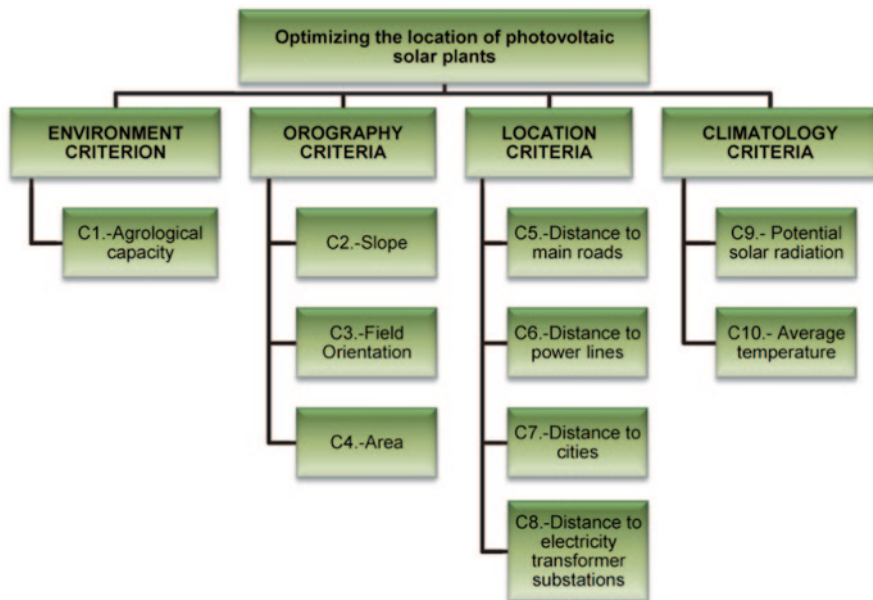 Optimizing the location of photovoltaic
solar plants
ENVIRONMENT
CRITERION
C1.-Agrological
capacity
OROGRAPHY
CRITERIA
C2.-Slope
C3.-Field
Orientation
C4.-Area
LOCATION
CRITERIA
C5.-Distance to
main roads
C6.-Distance to
power lines
C7.-Distance to
cities
C8.-Distance to
electricity
transformer
substations
CLIMATOLOGY
CRITERIA
C9.- Potential
solar radiation
C10.- Average
temperature